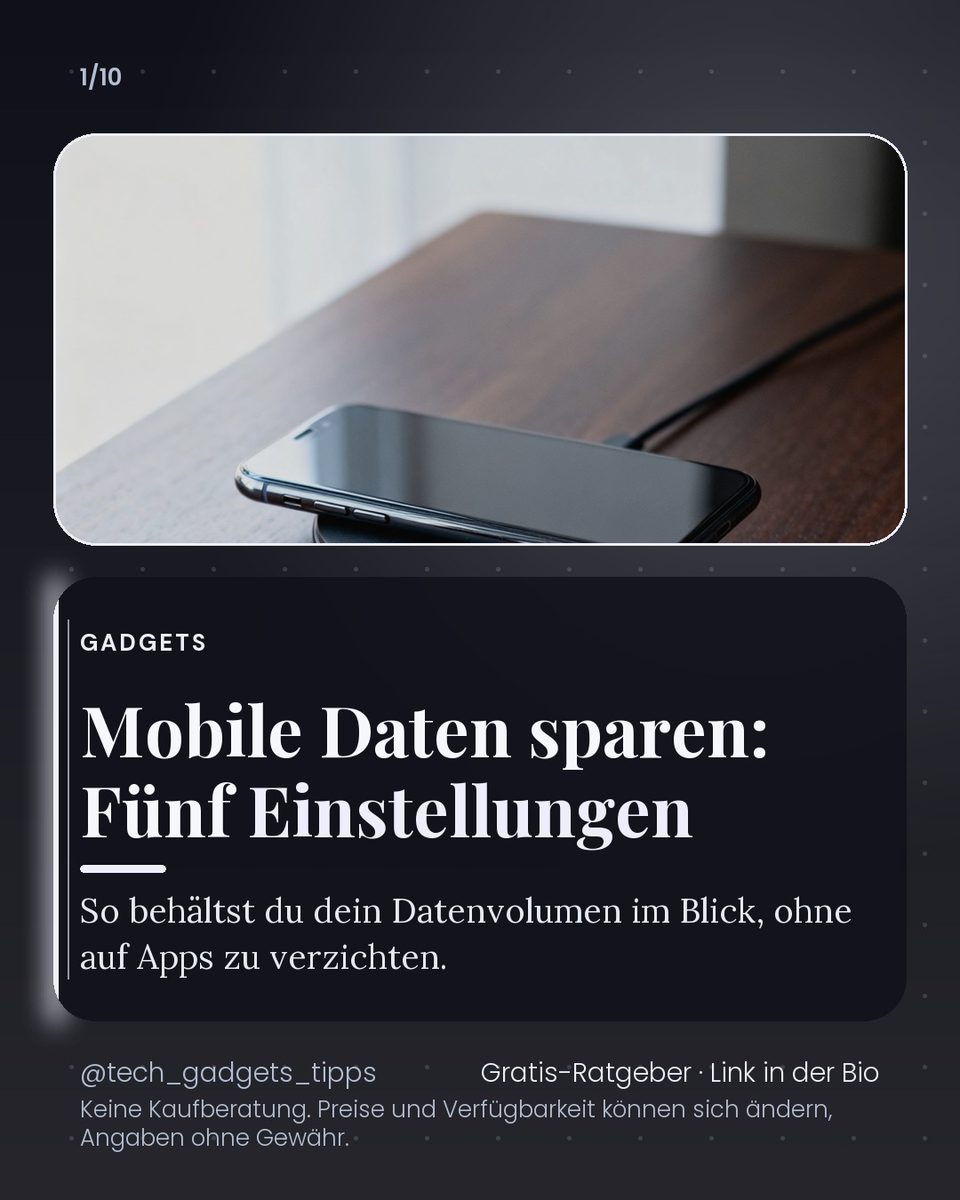 1/10
GADGETS
Mobile Daten sparen:
Fünf Einstellungen
So behältst du dein Datenvolumen im Blick, ohne
auf Apps zu verzichten.
@tech_gadgets_tipps
Gratis-Ratgeber · Link in der Bio
Keine Kaufberatung. Preise und Verfügbarkeit können sich ändern,
Angaben ohne Gewähr.